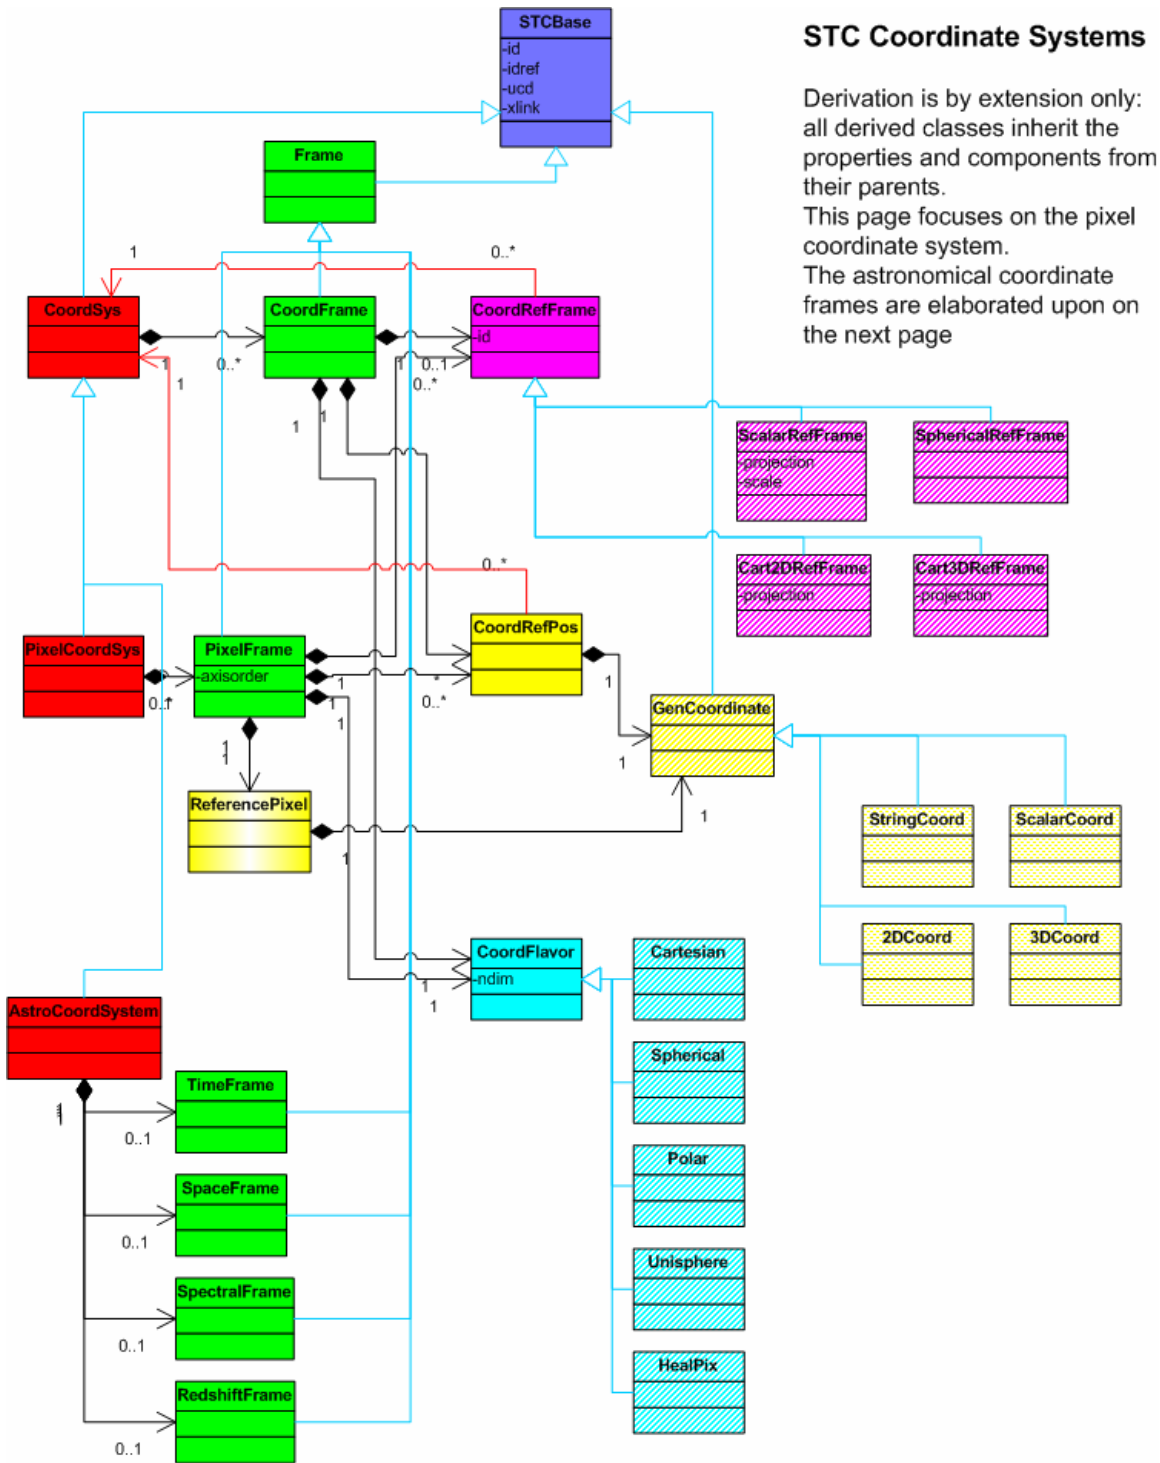 STCBase
-id
-idref
-ucd
-xlink
STC Coordinate Systems
Derivation is by extension only:
all derived classes inherit the
properties and components from
their parents.
This page focuses on the pixel
coordinate system.
The astronomical coordinate
frames are elaborated upon on
the next page
Frame
1
0..*
CoordSys
CoordFrame
CoordRefFrame
-id
1
0..*
1
0..1
1
0..*
1
1
ScalarRefFrame
-projection
-scale
SphericalRefFrame
0..*
Cart2DRefFrame
-projection
Cart3DRefFrame
-projection
PixelCoordSys
PixelFrame
-axisorder
CoordRefPos
0..*
1
1
1
*
0..*
1
1
1
GenCoordinate
1
ReferencePixel
1
1
StringCoord
ScalarCoord
2DCoord
3DCoord
CoordFlavor
-ndim
1
1
Cartesian
Spherical
Polar
Unisphere
HealPix
AstroCoordSystem
TimeFrame
0..1
SpaceFrame
0..1
SpectralFrame
0..1
RedshiftFrame
0..1